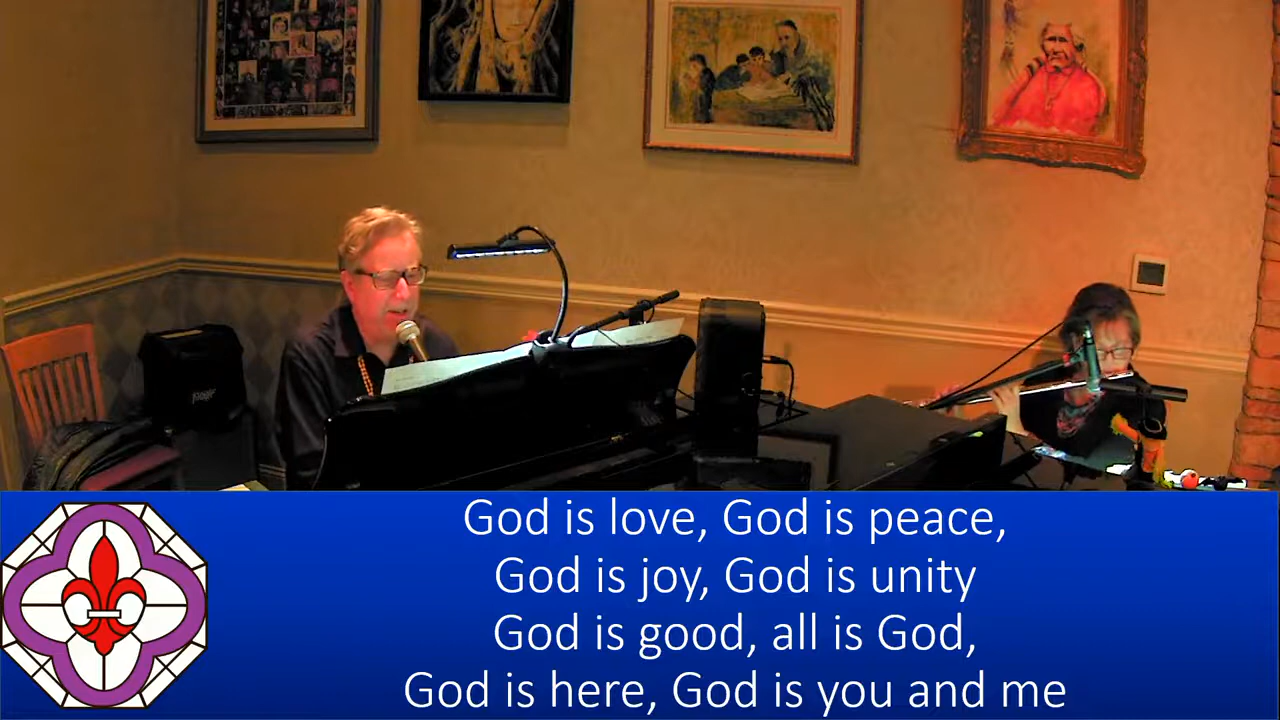 God is love, God is peace,
God is joy, God is unity
God is good, all is God,
God is here, God is you and me